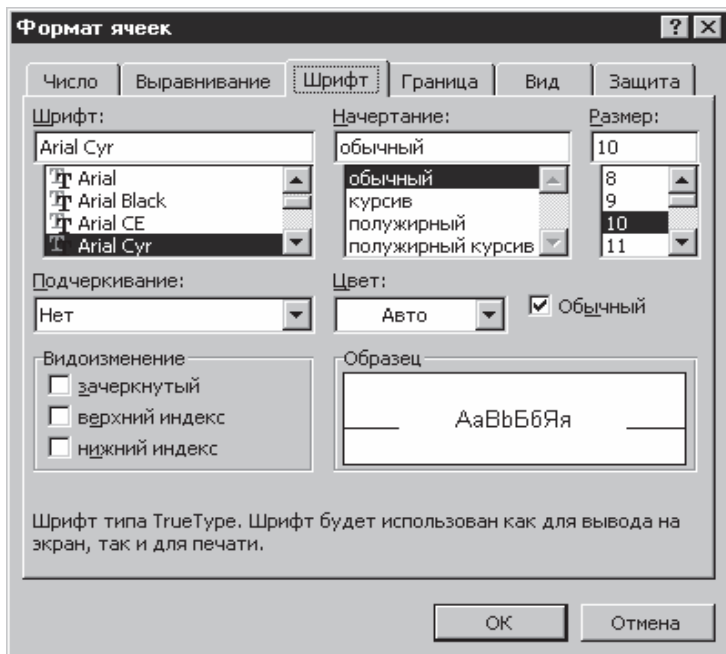 Формат ячеек
Число Выравнивание Шрифт Граница Вид Защита
Шрифт: Начертание: Размер:
Arial Cyr обычный 10
Arial обычный 8
Arial Black курсив 9
Arial CE полужирный 10
Arial Cyr полужирный курсив 11
Подчеркивание: Цвет:
Нет Авто Обычный
Видоизменение Образец
зачеркнутый
верхний индекс АаВbБбЯя
нижний индекс
Шрифт типа TrueType. Шрифт будет использован как для вывода на
экран, так и для печати.
ОК Отмена